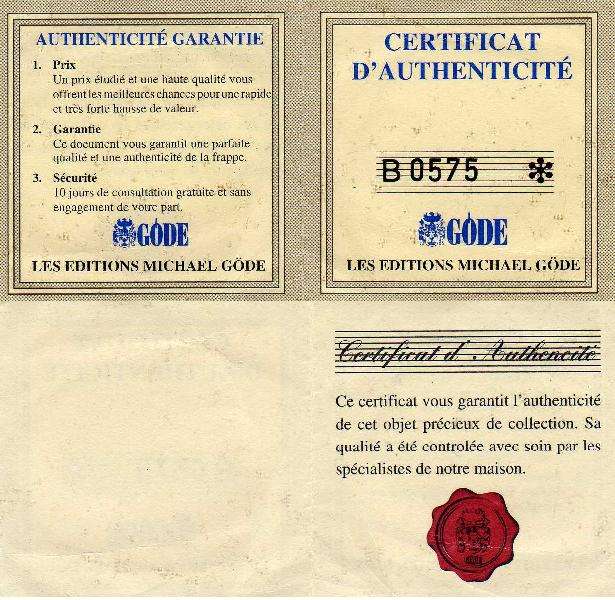 AUTHENTICITÉ GARANTIE
1. Prix
Un prix étudié et une haute qualité vous
offrent les meilleures chances pour une rapide
et très forte hausse de valeur.
2. Garantie
Ce document vous garantil une parfaite
qualité et une authenticité de la frappe.
3. Sécurité
10 jours de consultation gratuite et sans
engagement de votre part.
GÖDE
LES EDITIONS MICHAEL GÖDE
CERTIFICAT
D'AUTHENTICITÉ
B 0575 *
GÖDE
LES EDITIONS MICHAEL GÖDE
Certificat d'Authencité
Ce certificat vous garantit l'authenticité
de cet objet précieux de collection. Sa
qualité a été controlée avec soin par les
spécialistes de notre maison.
GÖDE